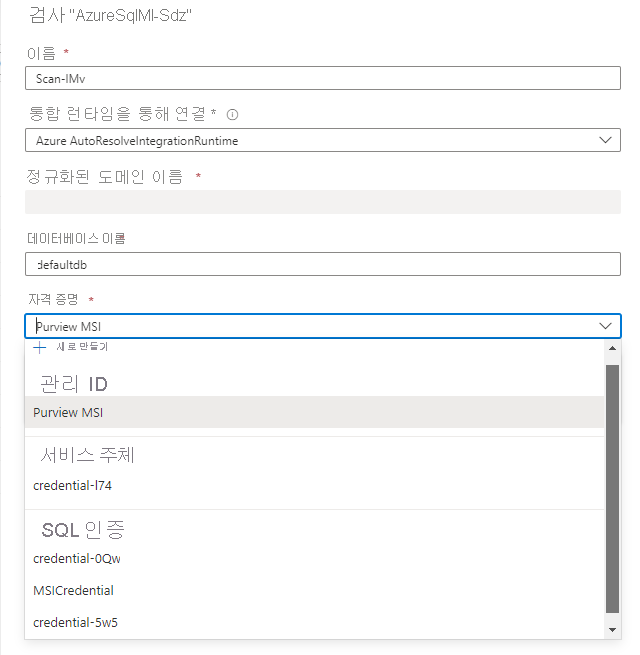 검사 "AzureSqlMI-Sdz"
이름 *
Scan-IMv
통합 런타임을 통해 연결 *
Azure AutoResolveIntegrationRuntime
정규화된 도메인 이름 *
데이터베이스 이름 *
defaultdb
자격 증명 *
Purview MSI
새로 만들기
관리 ID
Purview MSI
서비스 주체
credential-I74
SQL 인증
credential-0Qw
MSICredential
credential-5w5